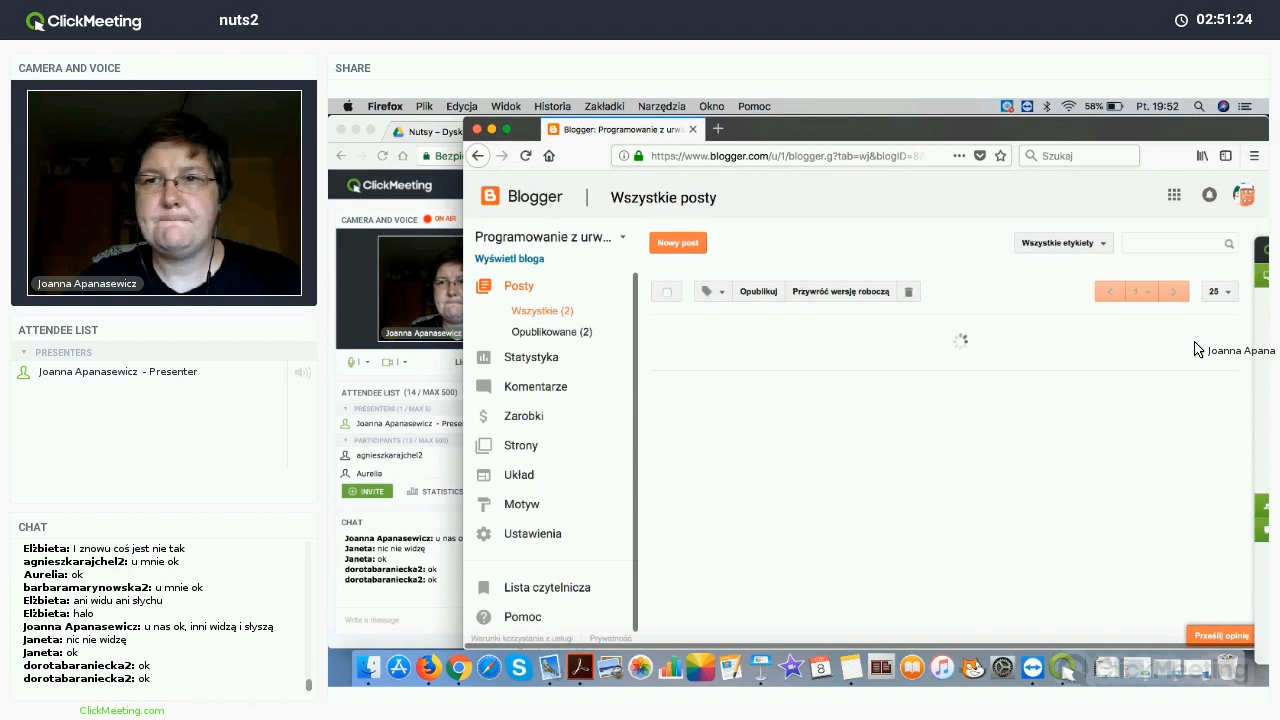 ClickMeeting
nuts2
02:51:24
CAMERA AND VOICE
Joanna Apanasewicz
ATTENDEE LIST
PRESENTERS
Joanna Apanasewicz - Presenter
CHAT
Elżbieta: I znowu coś jest nie tak
agnieszkarajchel2: u mnie ok
Aurelia: ok
barbaramarynowska2: u mnie ok
Elżbieta: ani widu ani słychu
Elżbieta: halo
Joanna Apanasewicz: u nas ok, inni widzą i słyszą
Janeta: nic nie widzę
Janeta: ok
dorotabaraniecka2: ok
dorotabaraniecka2: ok
ClickMeeting.com
SHARE
Firefox Plik Edycja Widok Historia Zakładki Narzędzia Okno Pomoc
58% Pt. 19:52
Nutsy – Dysk
Bezpi
ClickMeeting
CAMERA AND VOICE ON AIR
Joanna Apanasewicz
ATTENDEE LIST (14 / MAX 500)
PRESENTERS (1 / MAX 5)
Joanna Apanasewicz - Prese
PARTICIPANTS (13 / MAX 500)
agnieszkarajchel2
Aurelia
INVITE STATISTICS
CHAT
Joanna Apanasewicz: u nas o
Janeta: nic nie widzę
Janeta: ok
dorotabaraniecka2: ok
dorotabaraniecka2: ok
Write a message
Blogger: Programowanie z urw
https://www.blogger.com/u/1/blogger.g?tab=wj&blogID=8
Szukaj
Blogger
Wszystkie posty
Programowanie z urw...
Wyświetl bloga
Nowy post
Wszystkie etykiety
Posty
Wszystkie (2)
Opublikowane (2)
Statystyka
Komentarze
Zarobki
Strony
Układ
Motyw
Ustawienia
Lista czytelnicza
Pomoc
Warunki korzystania z usługi Prywatność
Opublikuj Przywróć wersję roboczą
1
25
Joanna Apana
Prześlij opinię
8
ClickMeeting